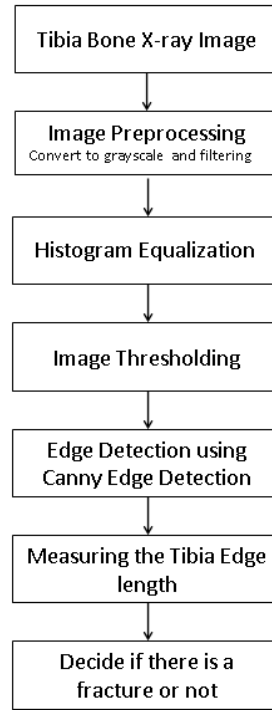 Tibia Bone X-ray Image
Image Preprocessing
Convert to grayscale and filtering
Histogram Equalization
Image Thresholding
Edge Detection using
Canny Edge Detection
Measuring the Tibia Edge
length
Decide if there is a
fracture or not